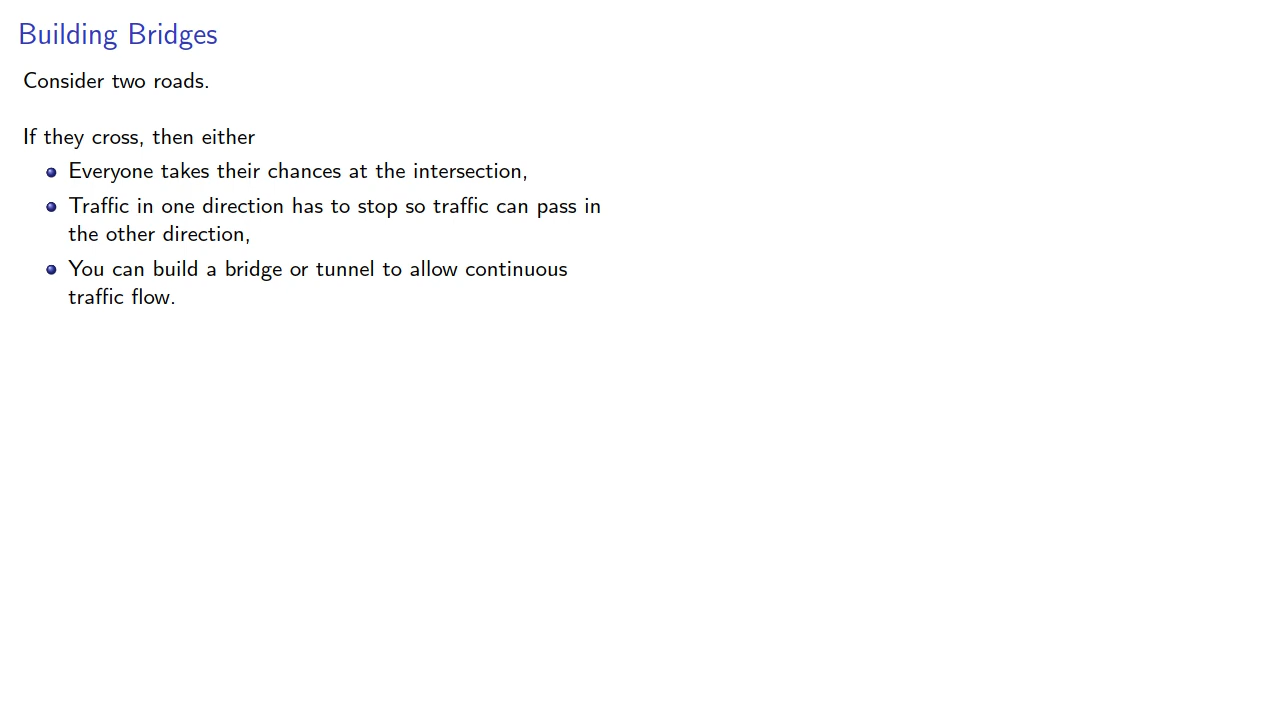 Building Bridges
Consider two roads.
If they cross, then either
Everyone takes their chances at the intersection,
Traffic in one direction has to stop so traffic can pass in
the other direction,
You can build a bridge or tunnel to allow continuous
traffic flow.